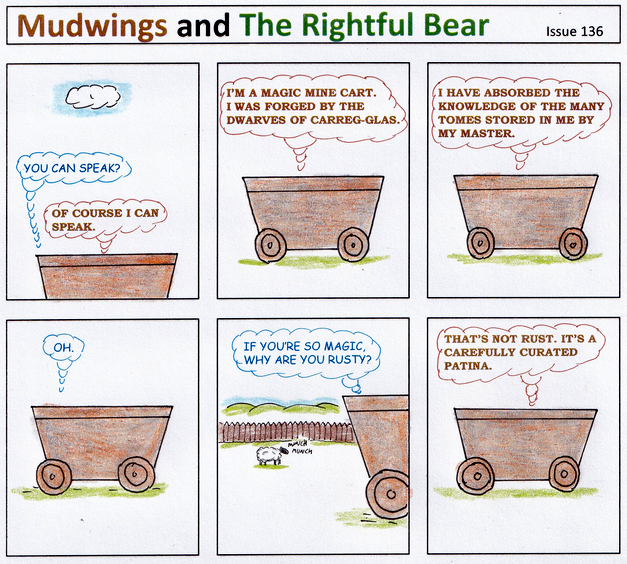 Mudwings and The Rightful Bear
Issue 136
YOU CAN SPEAK?
OF COURSE I CAN
SPEAK.
I'M A MAGIC MINE CART.
I WAS FORGED BY THE
DWARVES OF CARREG-GLAS.
I HAVE ABSORBED THE
KNOWLEDGE OF THE MANY
TOMES STORED IN ME BY
MY MASTER.
OH.
IF YOU'RE SO MAGIC,
WHY ARE YOU RUSTY?
MUNCH
MUNCH
THAT'S NOT RUST. IT'S A
CAREFULLY CURATED
PATINA.